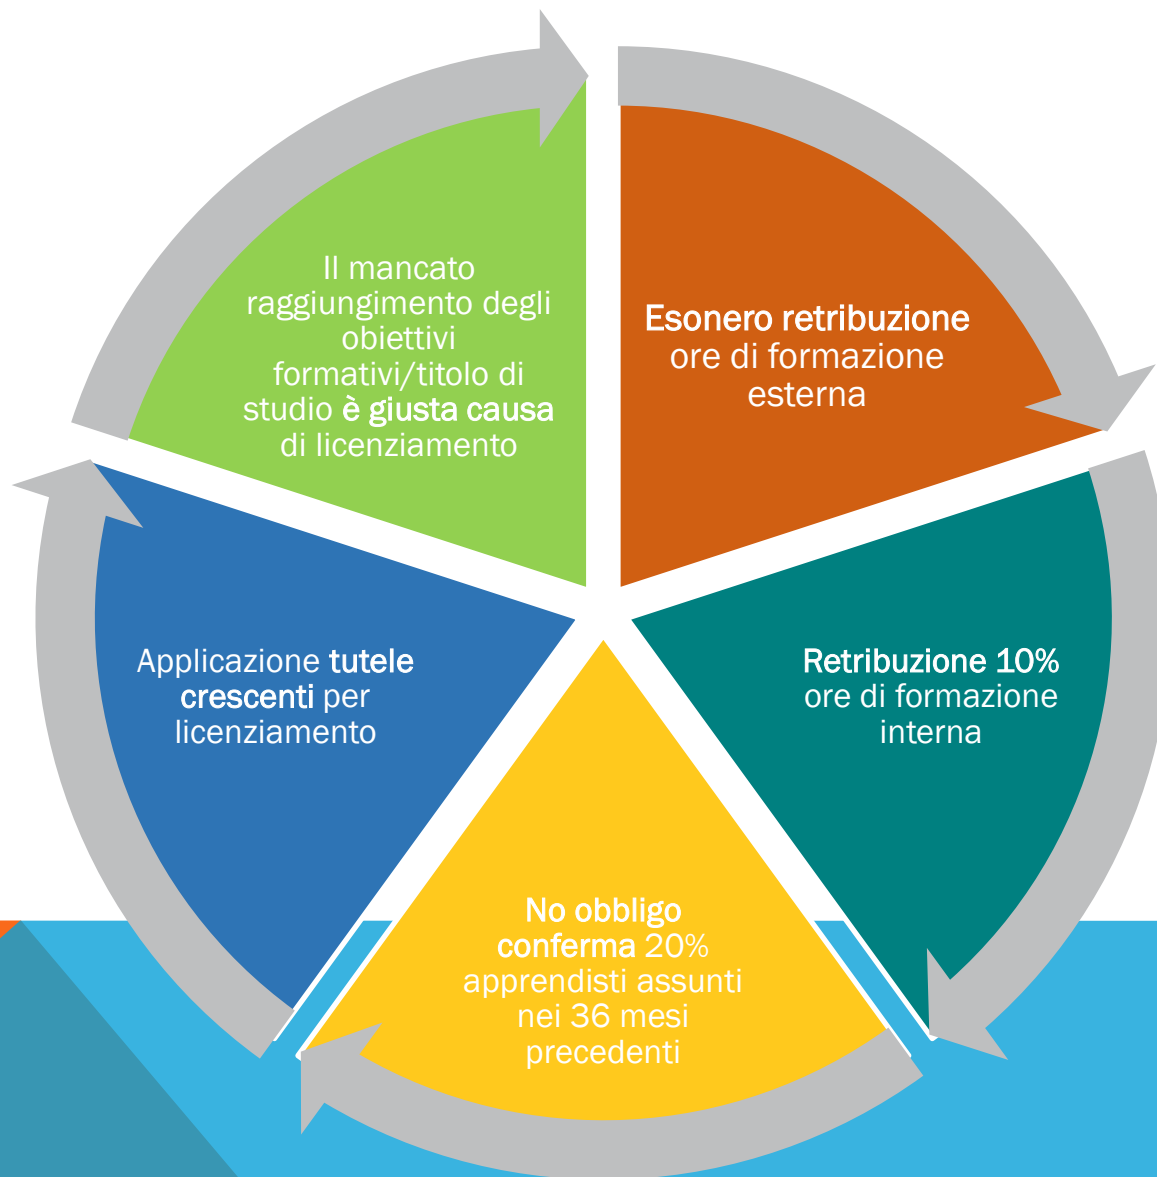 Il mancato
raggiungimento degli
obiettivi
formativi/titolo di
studio è giusta causa
di licenziamento
Esonero retribuzione
ore di formazione
esterna
Applicazione tutele
crescenti per
licenziamento
Retribuzione 10%
ore di formazione
interna
No obbligo
conferma 20%
apprendisti assunti
nei 36 mesi
precedenti